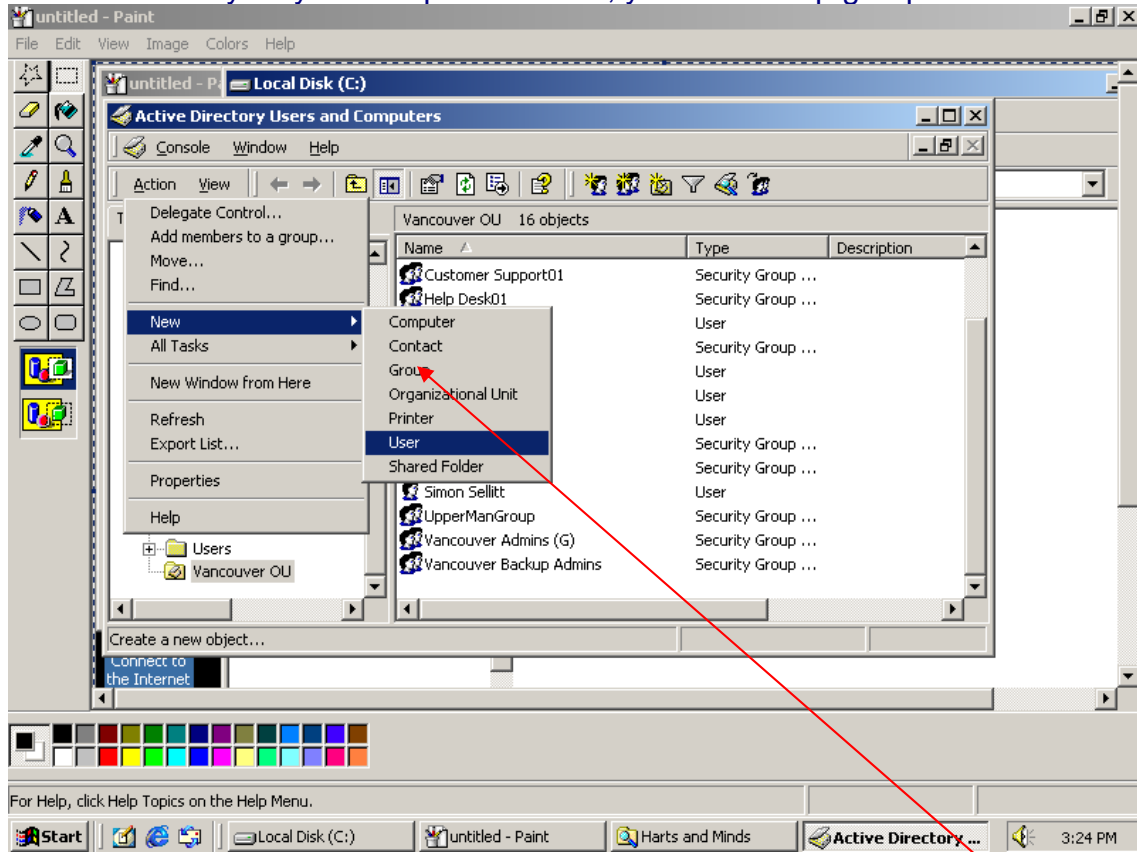 untitled - Paint
File Edit View Image Colors Help
untitled - P Local Disk (C:)
Active Directory Users and Computers
Console Window Help
Action View
T
Vancouver OU 16 objects
Delegate Control...
Add members to a group...
Move...
Find...
New
All Tasks
New Window from Here
Refresh
Export List...
Properties
Help
Computer
Contact
Group
Organizational Unit
Printer
User
Shared Folder
Name Type Description
Customer Support01 Security Group ...
Help Desk01 Security Group ...
User
Security Group ...
User
User
User
Security Group ...
Security Group ...
Simon Sellitt User
UpperManGroup Security Group ...
Vancouver Admins (G) Security Group ...
Vancouver Backup Admins Security Group ...
Users
Vancouver OU
Create a new object...
Connect to
the Internet
A
For Help, click Help Topics on the Help Menu.
Start Local Disk (C:) untitled - Paint Harts and Minds Active Directory ... 3:24 PM